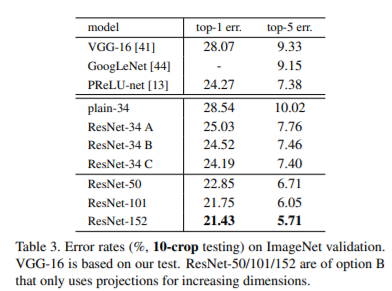 model top-1 err. top-5 err.
VGG-16 [41] 28.07 9.33
GoogLeNet [44] - 9.15
PReLU-net [13] 24.27 7.38
plain-34 28.54 10.02
ResNet-34 A 25.03 7.76
ResNet-34 B 24.52 7.46
ResNet-34 C 24.19 7.40
ResNet-50 22.85 6.71
ResNet-101 21.75 6.05
ResNet-152 21.43 5.71
Table 3. Error rates (%, 10-crop testing) on ImageNet validation.
VGG-16 is based on our test. ResNet-50/101/152 are of option B
that only uses projections for increasing dimensions.